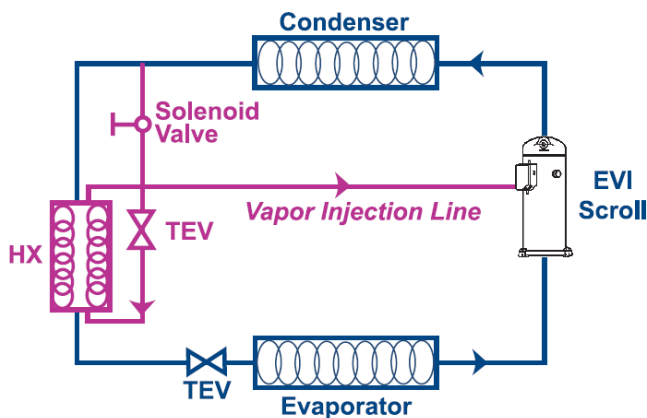 Condenser
Solenoid
Valve
EVI
Scroll
Vapor Injection Line
TEV
HX
TEV
Evaporator